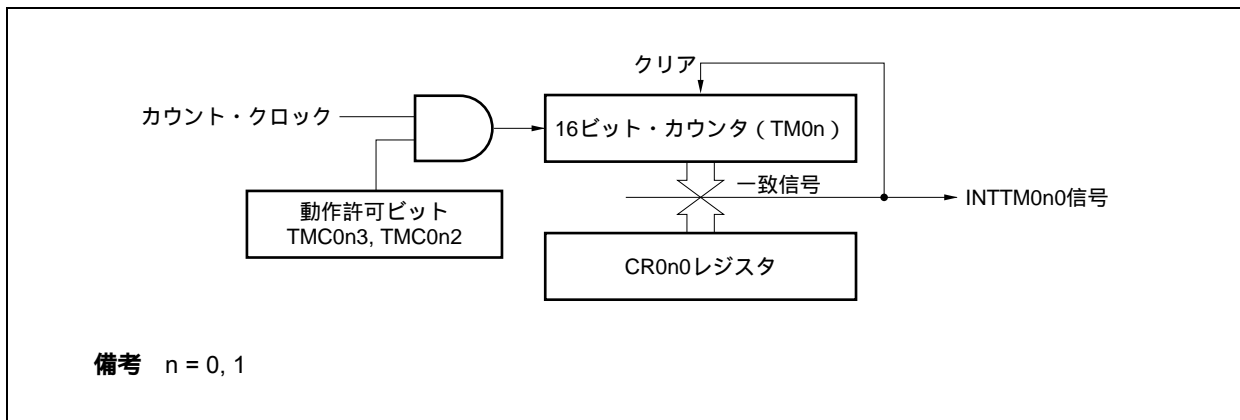 クリア
カウント・クロック
16ビット・カウンタ（TM0n）
一致信号
INTTM0n0信号
動作許可ビット
TMC0n3, TMC0n2
CR0n0レジスタ
備考 n = 0, 1